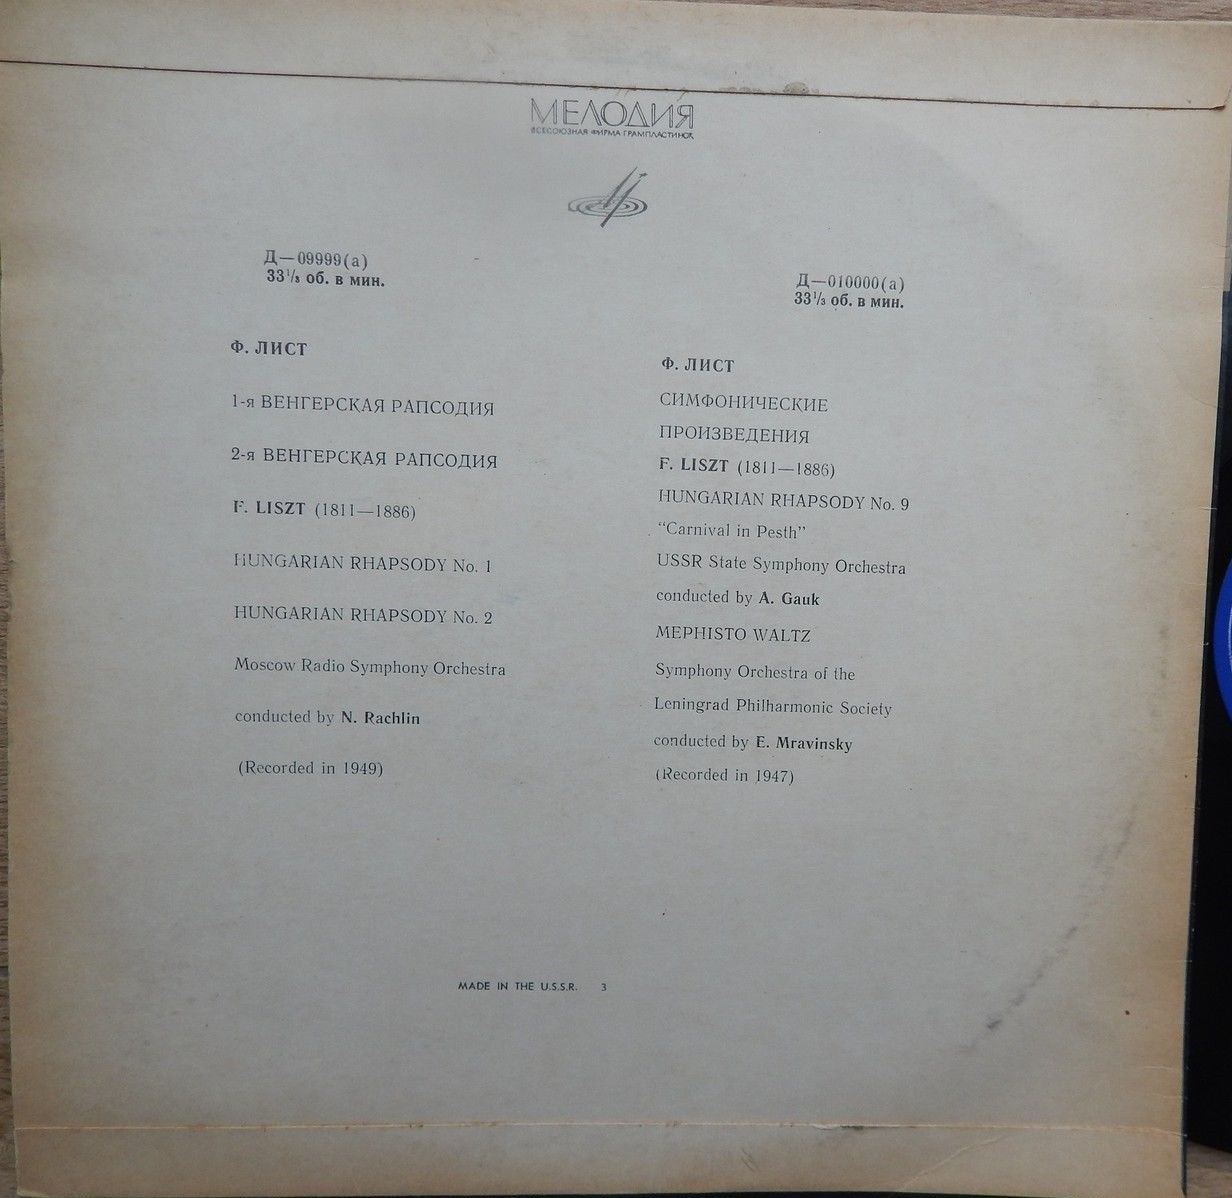 МЕЛОДИЯ
ВСЕСОЮЗНАЯ ФИРМА ГРАМПЛАСТИНОК
Д—09999(а)
33⅓ об. в мин.
Ф. ЛИСТ
1-я ВЕНГЕРСКАЯ РАПСОДИЯ
2-я ВЕНГЕРСКАЯ РАПСОДИЯ
F. LISZT (1811—1886)
HUNGARIAN RHAPSODY No. 1
HUNGARIAN RHAPSODY No. 2
Moscow Radio Symphony Orchestra
conducted by N. Rachlin
(Recorded in 1949)
Д—010000(а)
33⅓ об. в мин.
Ф. ЛИСТ
СИМФОНИЧЕСКИЕ
ПРОИЗВЕДЕНИЯ
F. LISZT (1811—1886)
HUNGARIAN RHAPSODY No. 9
“Carnival in Pesth”
USSR State Symphony Orchestra
conducted by A. Gauk
MEPHISTO WALTZ
Symphony Orchestra of the
Leningrad Philharmonic Society
conducted by E. Mravinsky
(Recorded in 1947)
MADE IN THE U.S.S.R. 3